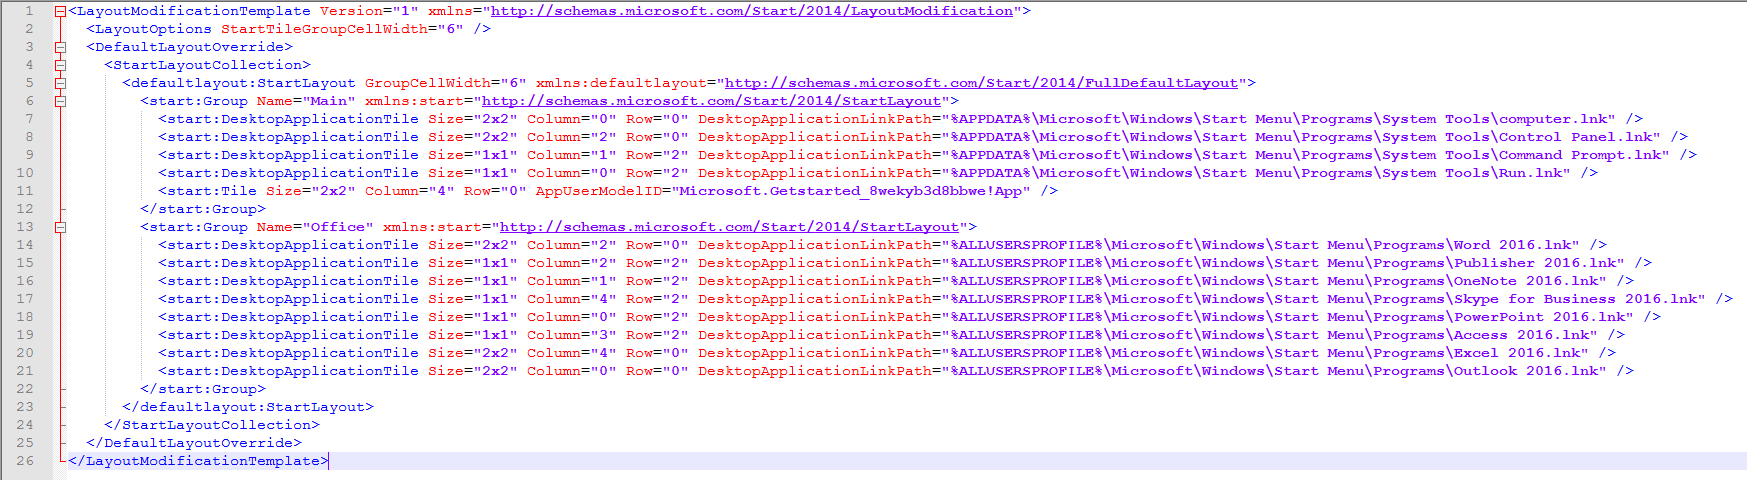 1 <LayoutModificationTemplate Version="1" xmlns="http://schemas.microsoft.com/Start/2014/LayoutModification">
2 <LayoutOptions StartTileGroupCellWidth="6" />
3 <DefaultLayoutOverride>
4 <StartLayoutCollection>
5 <defaultlayout:StartLayout GroupCellWidth="6" xmlns:defaultlayout="http://schemas.microsoft.com/Start/2014/FullDefaultLayout">
6 <start:Group Name="Main" xmlns:start="http://schemas.microsoft.com/Start/2014/StartLayout">
7 <start:DesktopApplicationTile Size="2x2" Column="0" Row="0" DesktopApplicationLinkPath="%APPDATA%\Microsoft\Windows\Start Menu\Programs\System Tools\computer.lnk" />
8 <start:DesktopApplicationTile Size="2x2" Column="2" Row="0" DesktopApplicationLinkPath="%APPDATA%\Microsoft\Windows\Start Menu\Programs\System Tools\Control Panel.lnk" />
9 <start:DesktopApplicationTile Size="1x1" Column="1" Row="2" DesktopApplicationLinkPath="%APPDATA%\Microsoft\Windows\Start Menu\Programs\System Tools\Command Prompt.lnk" />
10 <start:DesktopApplicationTile Size="1x1" Column="0" Row="2" DesktopApplicationLinkPath="%APPDATA%\Microsoft\Windows\Start Menu\Programs\System Tools\Run.lnk" />
11 <start:Tile Size="2x2" Column="4" Row="0" AppUserModelID="Microsoft.Getstarted_8wekyb3d8bbwe!App" />
12 </start:Group>
13 <start:Group Name="Office" xmlns:start="http://schemas.microsoft.com/Start/2014/StartLayout">
14 <start:DesktopApplicationTile Size="2x2" Column="2" Row="0" DesktopApplicationLinkPath="%ALLUSERSPROFILE%\Microsoft\Windows\Start Menu\Programs\Word 2016.lnk" />
15 <start:DesktopApplicationTile Size="1x1" Column="2" Row="2" DesktopApplicationLinkPath="%ALLUSERSPROFILE%\Microsoft\Windows\Start Menu\Programs\Publisher 2016.lnk" />
16 <start:DesktopApplicationTile Size="1x1" Column="1" Row="2" DesktopApplicationLinkPath="%ALLUSERSPROFILE%\Microsoft\Windows\Start Menu\Programs\OneNote 2016.lnk" />
17 <start:DesktopApplicationTile Size="1x1" Column="4" Row="2" DesktopApplicationLinkPath="%ALLUSERSPROFILE%\Microsoft\Windows\Start Menu\Programs\Skype for Business 2016.lnk" />
18 <start:DesktopApplicationTile Size="1x1" Column="0" Row="2" DesktopApplicationLinkPath="%ALLUSERSPROFILE%\Microsoft\Windows\Start Menu\Programs\PowerPoint 2016.lnk" />
19 <start:DesktopApplicationTile Size="1x1" Column="3" Row="2" DesktopApplicationLinkPath="%ALLUSERSPROFILE%\Microsoft\Windows\Start Menu\Programs\Access 2016.lnk" />
20 <start:DesktopApplicationTile Size="2x2" Column="4" Row="0" DesktopApplicationLinkPath="%ALLUSERSPROFILE%\Microsoft\Windows\Start Menu\Programs\Excel 2016.lnk" />
21 <start:DesktopApplicationTile Size="2x2" Column="0" Row="0" DesktopApplicationLinkPath="%ALLUSERSPROFILE%\Microsoft\Windows\Start Menu\Programs\Outlook 2016.lnk" />
22 </start:Group>
23 </defaultlayout:StartLayout>
24 </StartLayoutCollection>
25 </DefaultLayoutOverride>
26 </LayoutModificationTemplate>